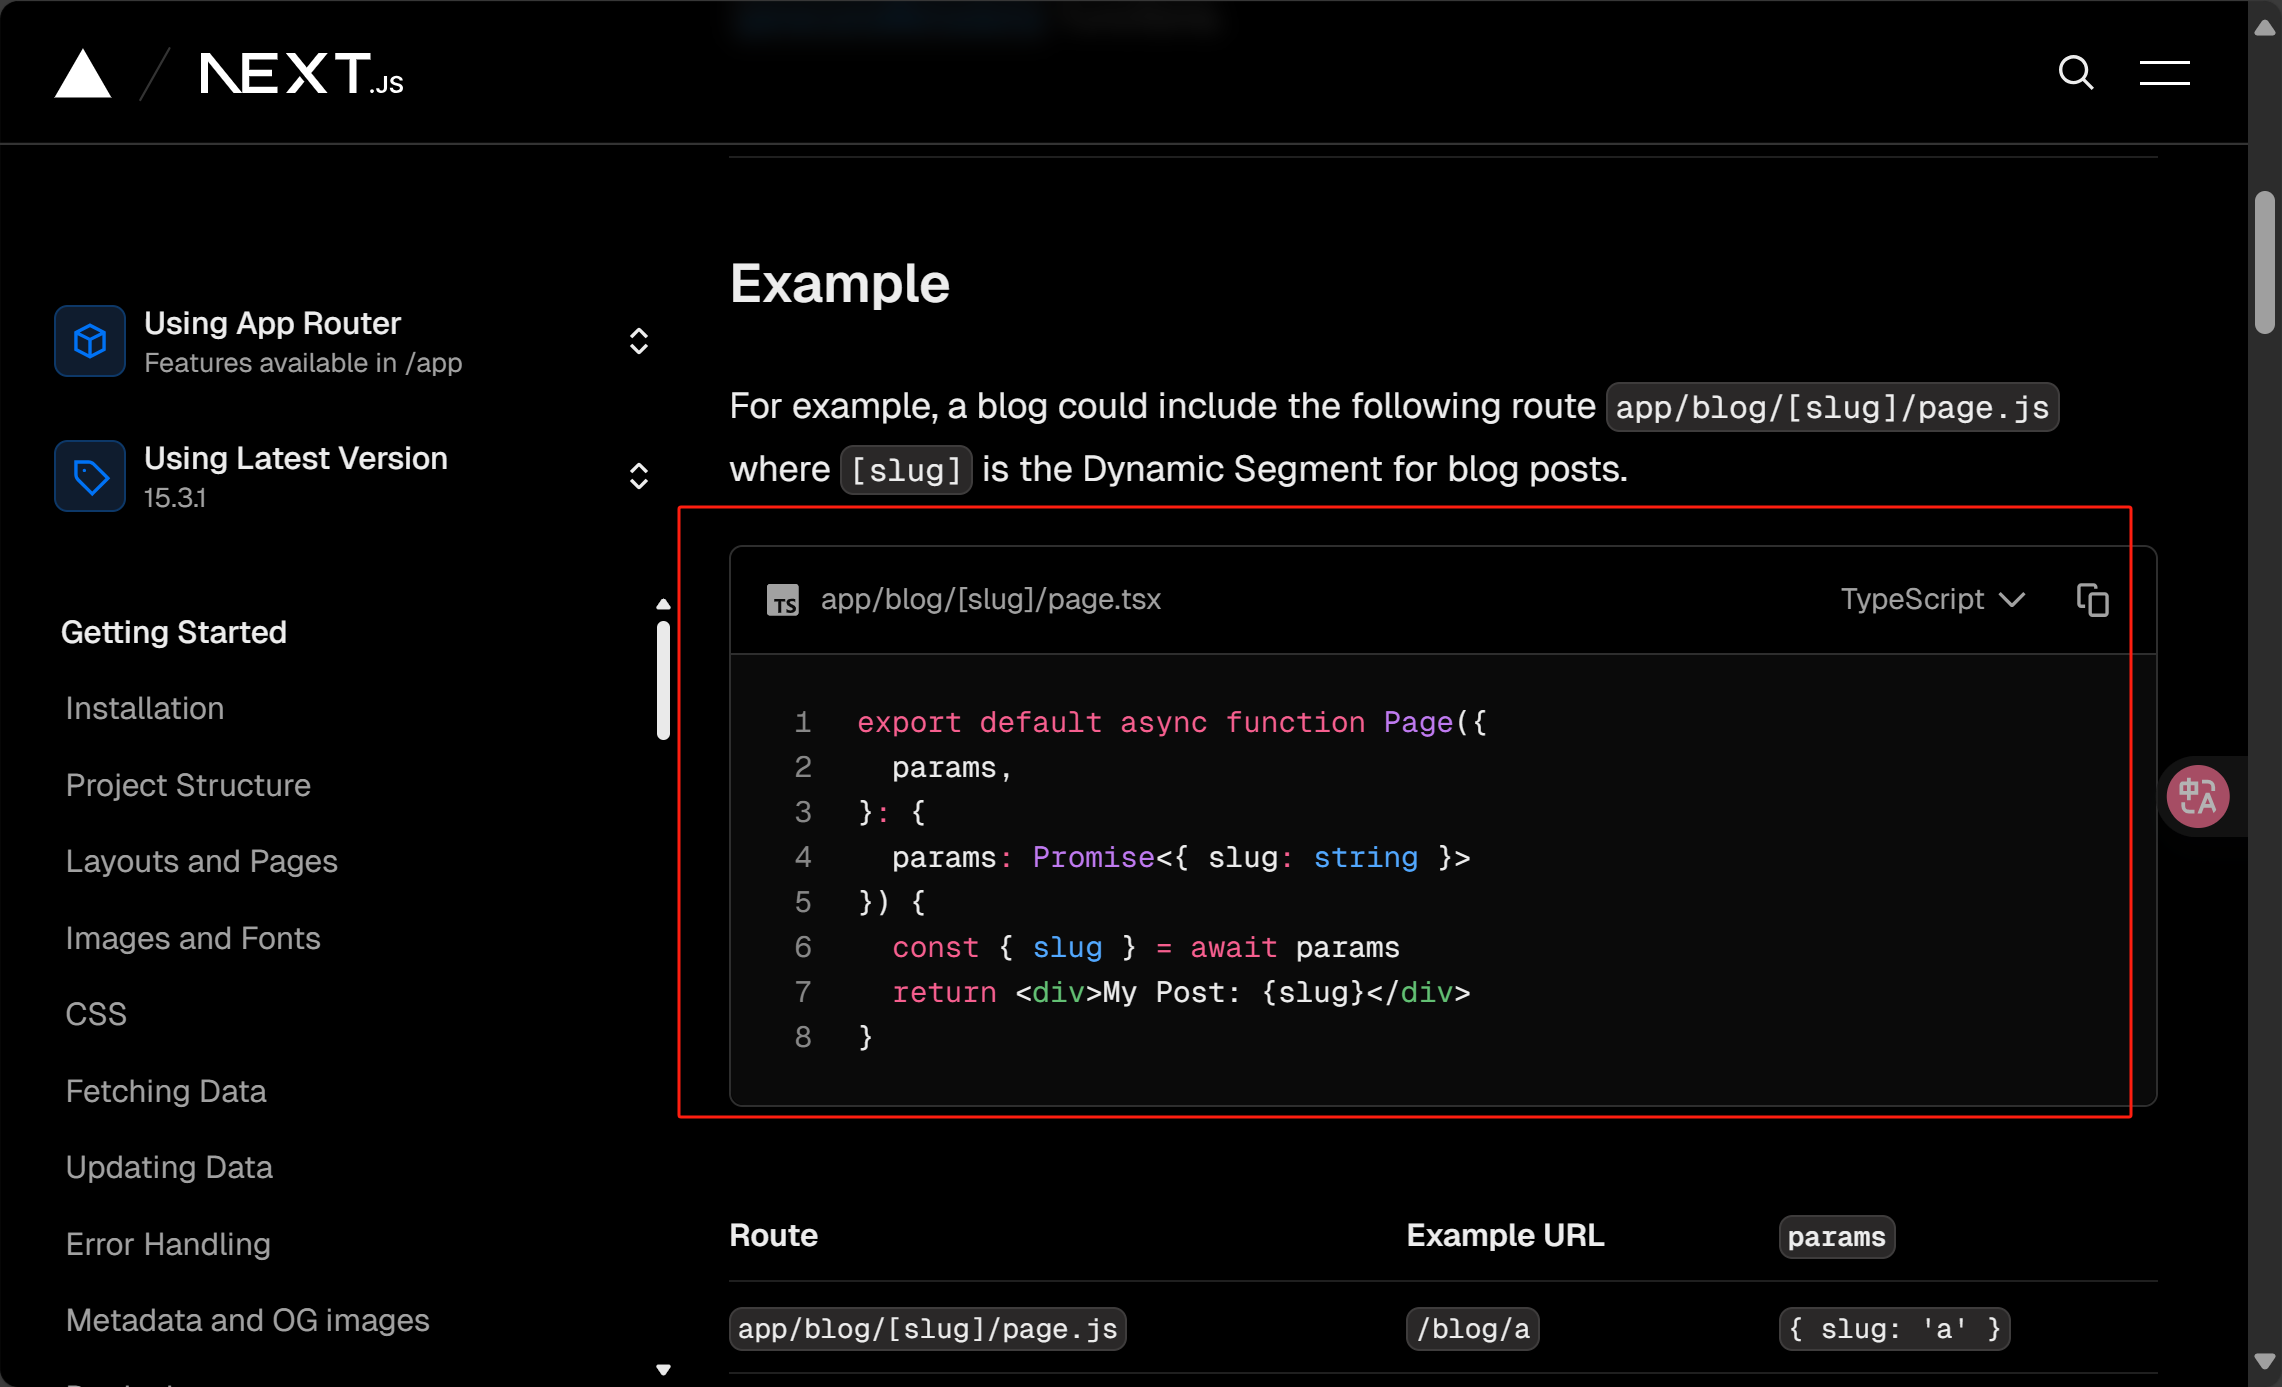 NEXT.JS
Using App Router
Features available in /app
Using Latest Version
15.3.1
Getting Started
Installation
Project Structure
Layouts and Pages
Images and Fonts
CSS
Fetching Data
Updating Data
Error Handling
Metadata and OG images
Example
For example, a blog could include the following route app/blog/[slug]/page.js
where [slug] is the Dynamic Segment for blog posts.
TS app/blog/[slug]/page.tsx TypeScript
1 export default async function Page({
2   params,
3 }: {
4   params: Promise<{ slug: string }>
5 }) {
6   const { slug } = await params
7   return <div>My Post: {slug}</div>
8 }
中A
Route Example URL params
app/blog/[slug]/page.js /blog/a { slug: 'a' }